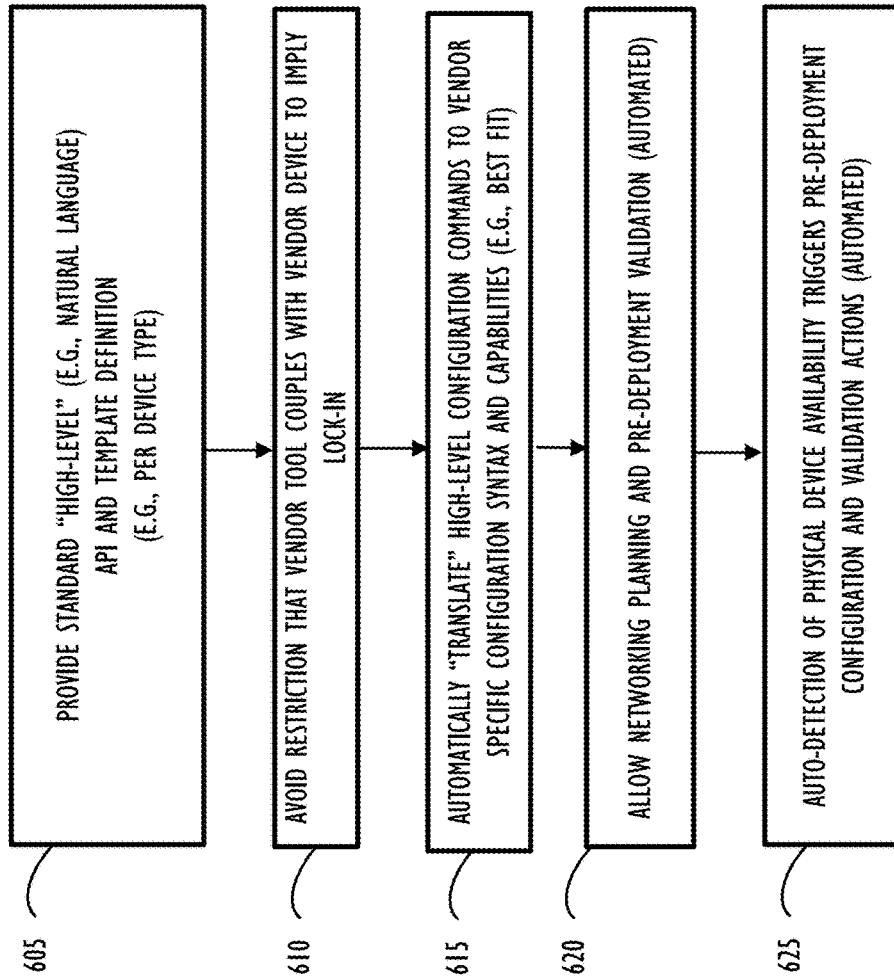 605
PROVIDE STANDARD "HIGH-LEVEL" (E.G., NATURAL LANGUAGE)
API AND TEMPLATE DEFINITION
(E.G., PER DEVICE TYPE)
610
AVOID RESTRICTION THAT VENDOR TOOL COUPLES WITH VENDOR DEVICE TO IMPLY
LOCK-IN
615
AUTOMATICALLY "TRANSLATE" HIGH-LEVEL CONFIGURATION COMMANDS TO VENDOR
SPECIFIC CONFIGURATION SYNTAX AND CAPABILITIES (E.G., BEST FIT)
620
ALLOW NETWORKING PLANNING AND PRE-DEPLOYMENT VALIDATION (AUTOMATED)
625
AUTO-DETECTION OF PHYSICAL DEVICE AVAILABILITY TRIGGERS PRE-DEPLOYMENT
CONFIGURATION AND VALIDATION ACTIONS (AUTOMATED)